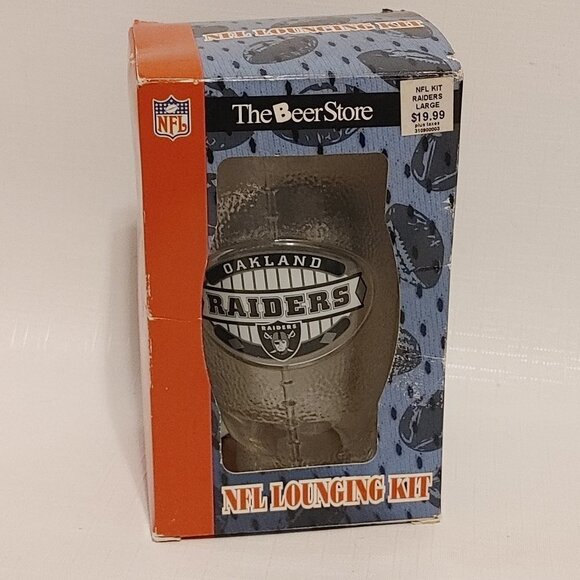 NFL LOUNGING KIT
NFL
The Beer Store
NFL KIT
RAIDERS
LARGE
$19.99
plus taxes
310900003
OAKLAND
RAIDERS
RAIDERS
NFL LOUNGING KIT